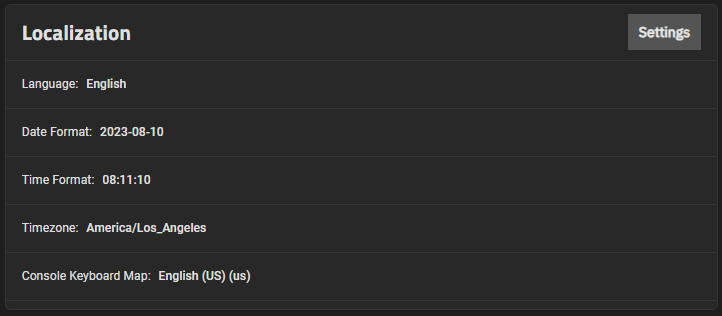 Localization
Settings
Language: English
Date Format: 2023-08-10
Time Format: 08:11:10
Timezone: America/Los_Angeles
Console Keyboard Map: English (US) (us)